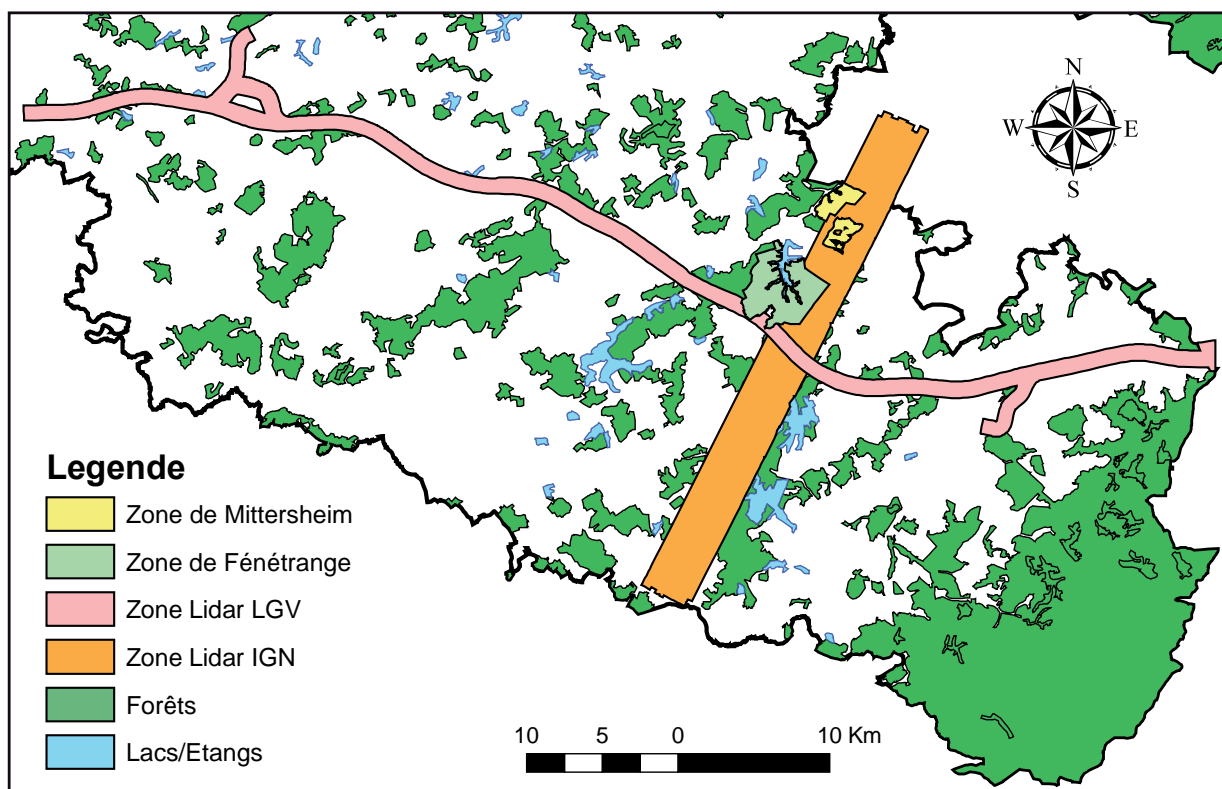 N
W E
S
Legende
Zone de Mittersheim
Zone de Fénétrange
Zone Lidar LGV
Zone Lidar IGN
Forêts
Lacs/Etangs
10 5 0 10 Km